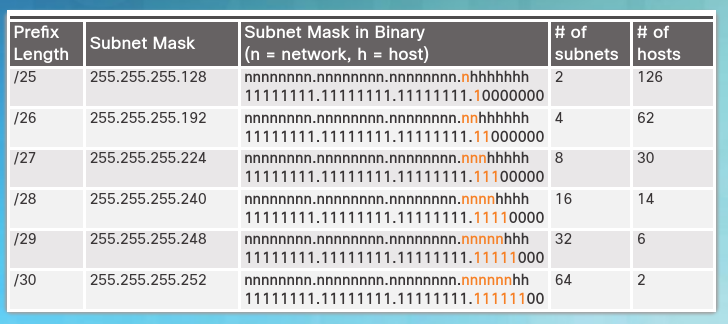 Prefix Length | Subnet Mask | Subnet Mask in Binary (n = network, h = host) | # of subnets | # of hosts
/25 | 255.255.255.128 | nnnnnnnn.nnnnnnnn.nnnnnnnn.nhhhhhhh | 2 | 126
11111111.11111111.11111111.10000000
/26 | 255.255.255.192 | nnnnnnnn.nnnnnnnn.nnnnnnnn.nnhhhhhh | 4 | 62
11111111.11111111.11111111.11000000
/27 | 255.255.255.224 | nnnnnnnn.nnnnnnnn.nnnnnnnn.nnnhhhhh | 8 | 30
11111111.11111111.11111111.11100000
/28 | 255.255.255.240 | nnnnnnnn.nnnnnnnn.nnnnnnnn.nnnnhhhh | 16 | 14
11111111.11111111.11111111.11110000
/29 | 255.255.255.248 | nnnnnnnn.nnnnnnnn.nnnnnnnn.nnnnnhhh | 32 | 6
11111111.11111111.11111111.11111000
/30 | 255.255.255.252 | nnnnnnnn.nnnnnnnn.nnnnnnnn.nnnnnnhh | 64 | 2
11111111.11111111.11111111.11111100